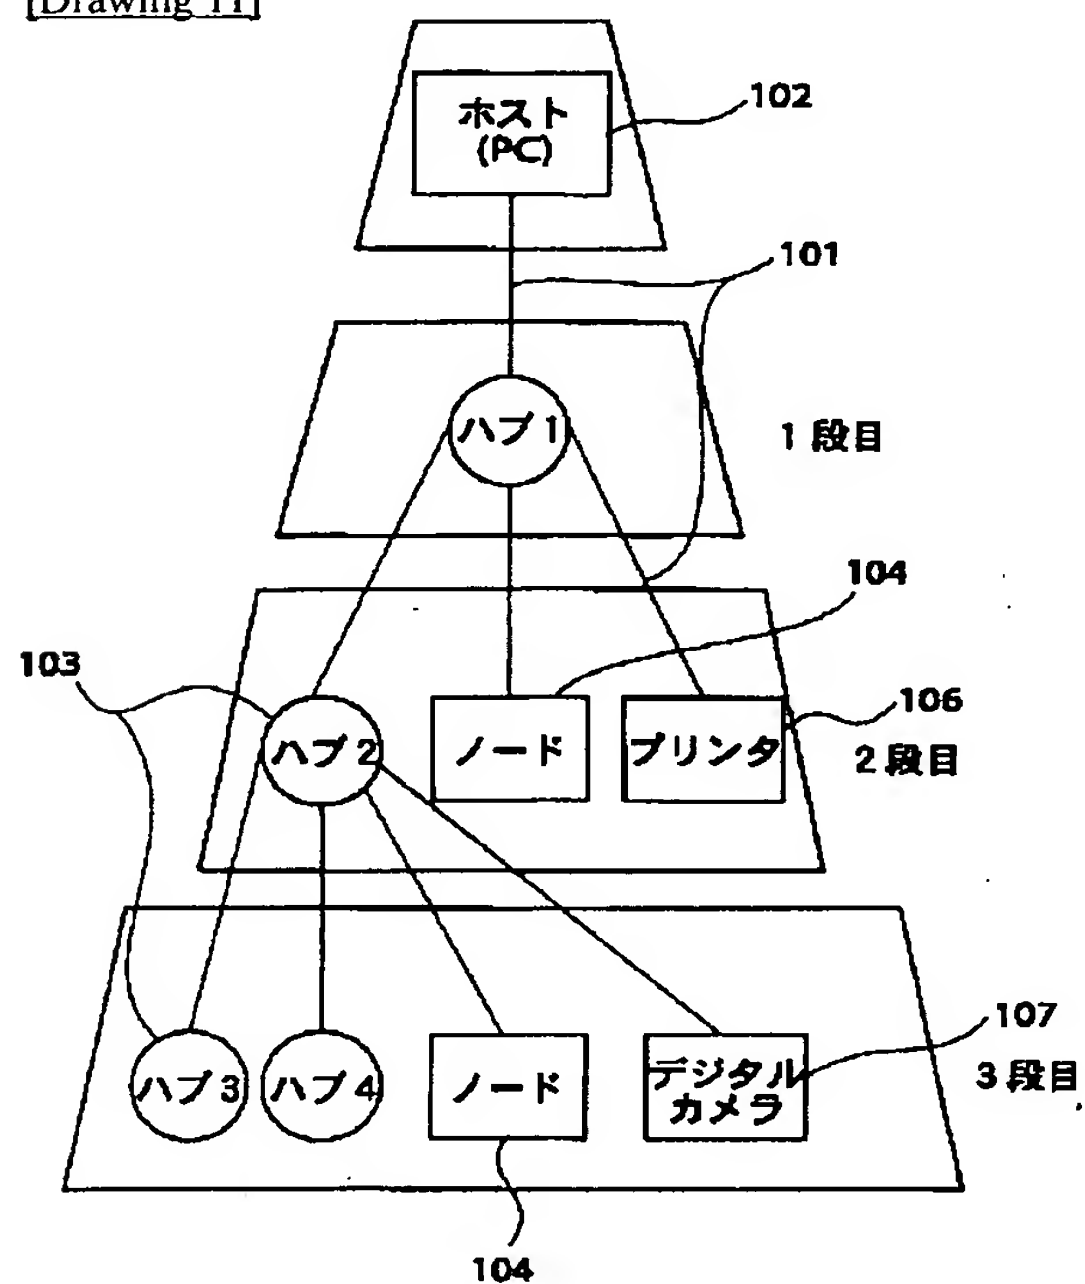 [Drawing 11]
ホスト
(PC)
102
101
ハブ1
1段目
104
103
106
ハブ2
ノード
プリンタ
2段目
107
ハブ3
ハブ4
ノード
デジタル
カメラ
3段目
104